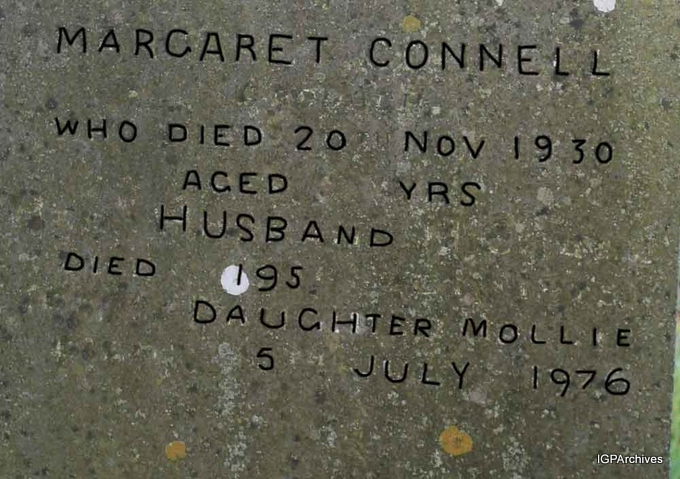 MARGARET CONNELL
WHO DIED 20 NOV 1930
AGED YRS
HUSBAND
DIED 195
DAUGHTER MOLLIE
5 JULY 1976
IGPArchives